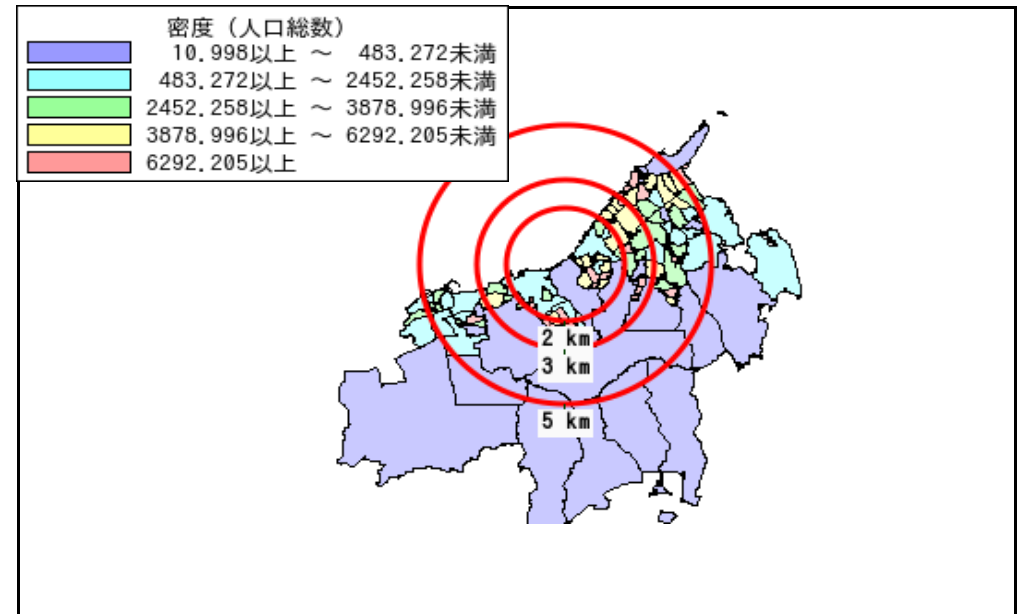 密度（人口総数）
10.998以上 ～ 483.272未満
483.272以上 ～ 2452.258未満
2452.258以上 ～ 3878.996未満
3878.996以上 ～ 6292.205未満
6292.205以上
2 km
3 km
5 km